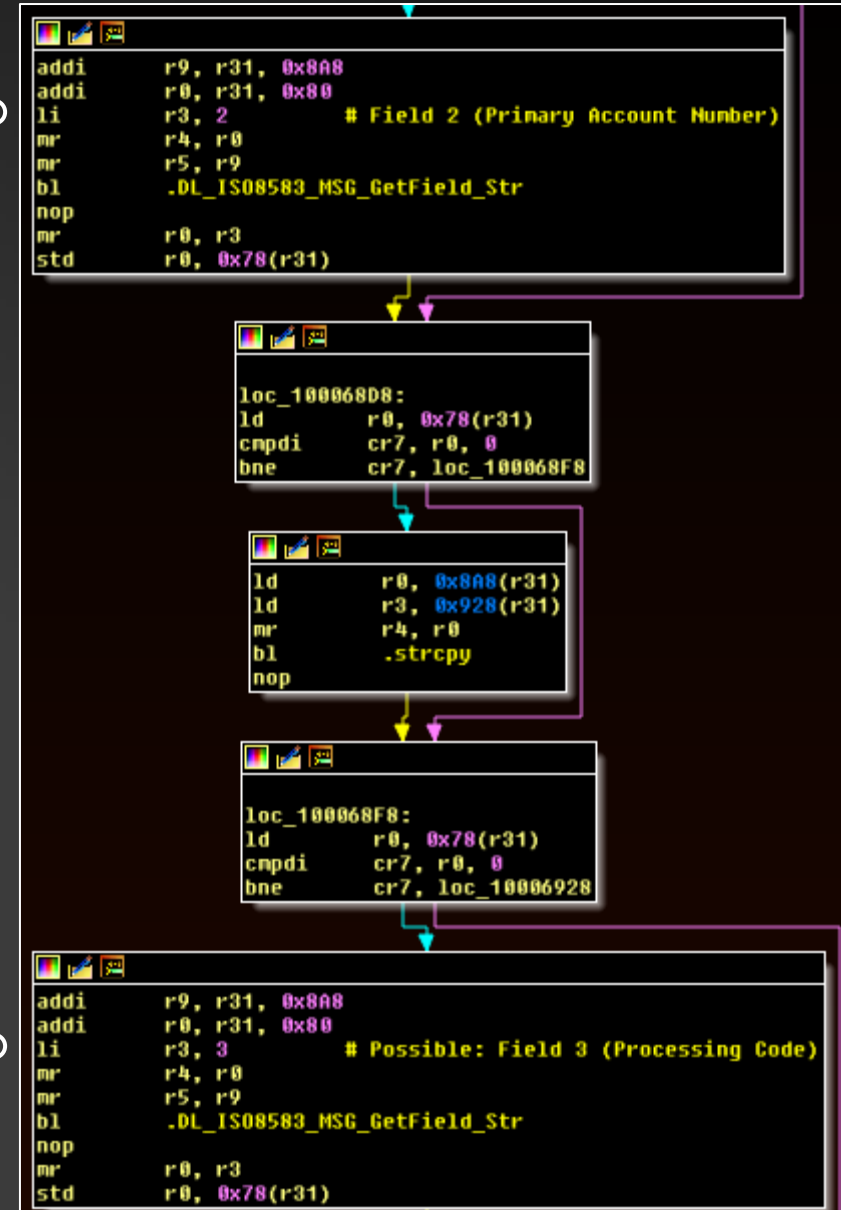 addi r9, r31, 0x8A8
addi r0, r31, 0x80
li r3, 2 # Field 2 (Primary Account Number)
mr r4, r0
mr r5, r9
bl .DL_ISO8583_MSG_GetField_Str
nop
mr r0, r3
std r0, 0x78(r31)
loc_100068D8:
ld r0, 0x78(r31)
cmpdi cr7, r0, 0
bne cr7, loc_100068F8
ld r0, 0x8A8(r31)
ld r3, 0x928(r31)
mr r4, r0
bl .strcpy
nop
loc_100068F8:
ld r0, 0x78(r31)
cmpdi cr7, r0, 0
bne cr7, loc_10006928
addi r9, r31, 0x8A8
addi r0, r31, 0x80
li r3, 3 # Possible: Field 3 (Processing Code)
mr r4, r0
mr r5, r9
bl .DL_ISO8583_MSG_GetField_Str
nop
mr r0, r3
std r0, 0x78(r31)